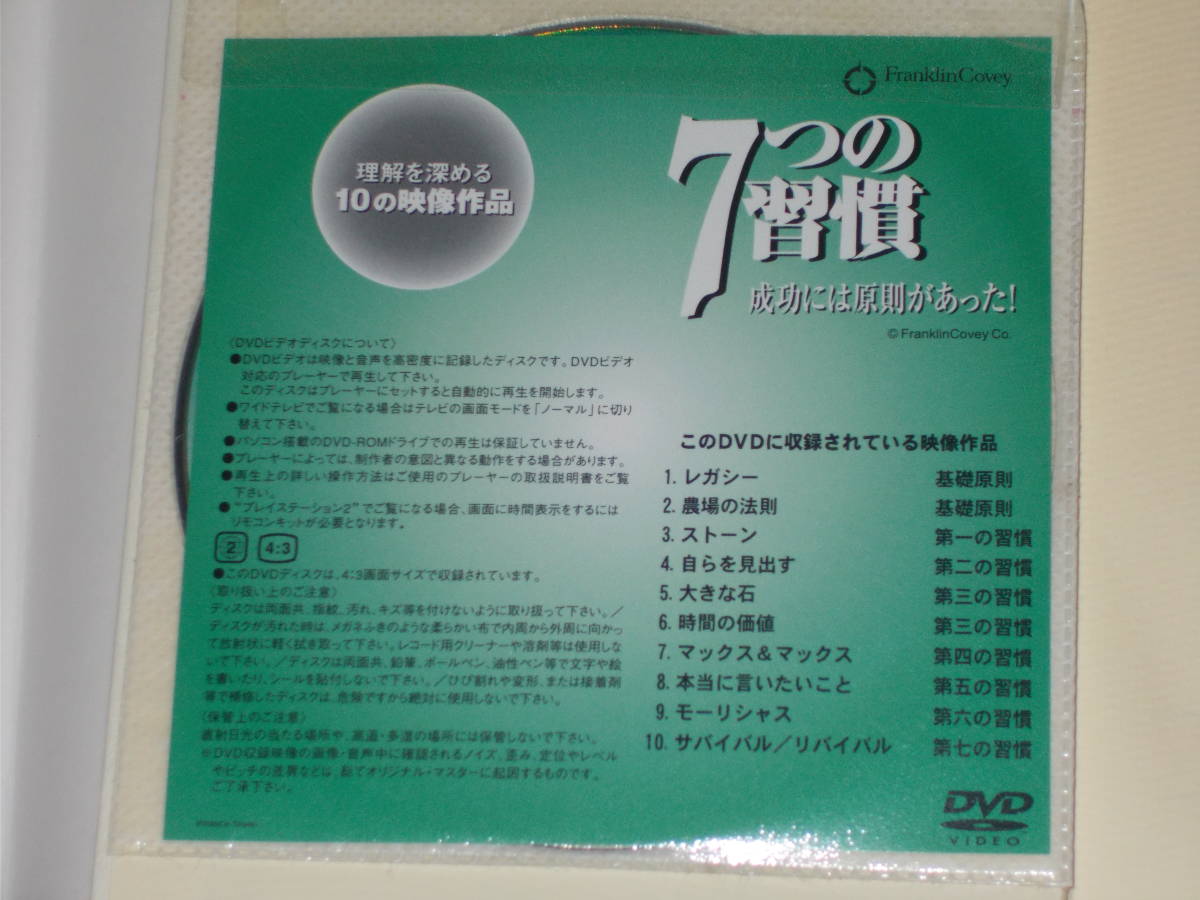 FranklinCovey
理解を深める
10の映像作品
7つの習慣
成功には原則があった!
© FranklinCovey Co.
〈DVDビデオディスクについて〉
●DVDビデオは映像と音声を高密度に記録したディスクです。DVDビデオ
対応のプレーヤーで再生して下さい。
このディスクはプレーヤーにセットすると自動的に再生を開始します。
●ワイドテレビでご覧になる場合はテレビの画面モードを「ノーマル」に切り
替えて下さい。
●パソコン搭載のDVD-ROMドライブでの再生は保証していません。
●プレーヤーによっては、制作者の意図と異なる動作をする場合があります。
●再生上の詳しい操作方法はご使用のプレーヤーの取扱説明書をご覧
下さい。
●“プレイステーション2”でご覧になる場合、画面に時間表示をするには
リモコンキットが必要となります。
2 4:3
●このDVDディスクは、4:3画面サイズで収録されています。
〈取り扱い上のご注意〉
ディスクは両面共、指紋、汚れ、キズ等を付けないように取り扱って下さい。／
ディスクが汚れた時は、メガネふきのような柔らかい布で内周から外周に向かっ
て放射状に軽く拭き取って下さい。レコード用クリーナーや溶剤等は使用しな
いで下さい。／ディスクは両面共、鉛筆、ボールペン、油性ペン等で文字や絵
を書いたり、シールを貼付しないで下さい。／ひび割れや変形、または接着剤
等で補修したディスクは、危険ですから絶対に使用しないで下さい。
〈保管上のご注意〉
直射日光の当たる場所や、高温・多湿の場所には保管しないで下さい。
※DVD収録映像の画像・音声中に確認されるノイズ、歪み、定位やレベル
やピッチの差異などは、総てオリジナル・マスターに起因するものです。
ご了承下さい。
このDVDに収録されている映像作品
1. レガシー 基礎原則
2. 農場の法則 基礎原則
3. ストーン 第一の習慣
4. 自らを見出す 第二の習慣
5. 大きな石 第三の習慣
6. 時間の価値 第三の習慣
7. マックス＆マックス 第四の習慣
8. 本当に言いたいこと 第五の習慣
9. モーリシャス 第六の習慣
10. サバイバル／リバイバル 第七の習慣
DVD
VIDEO